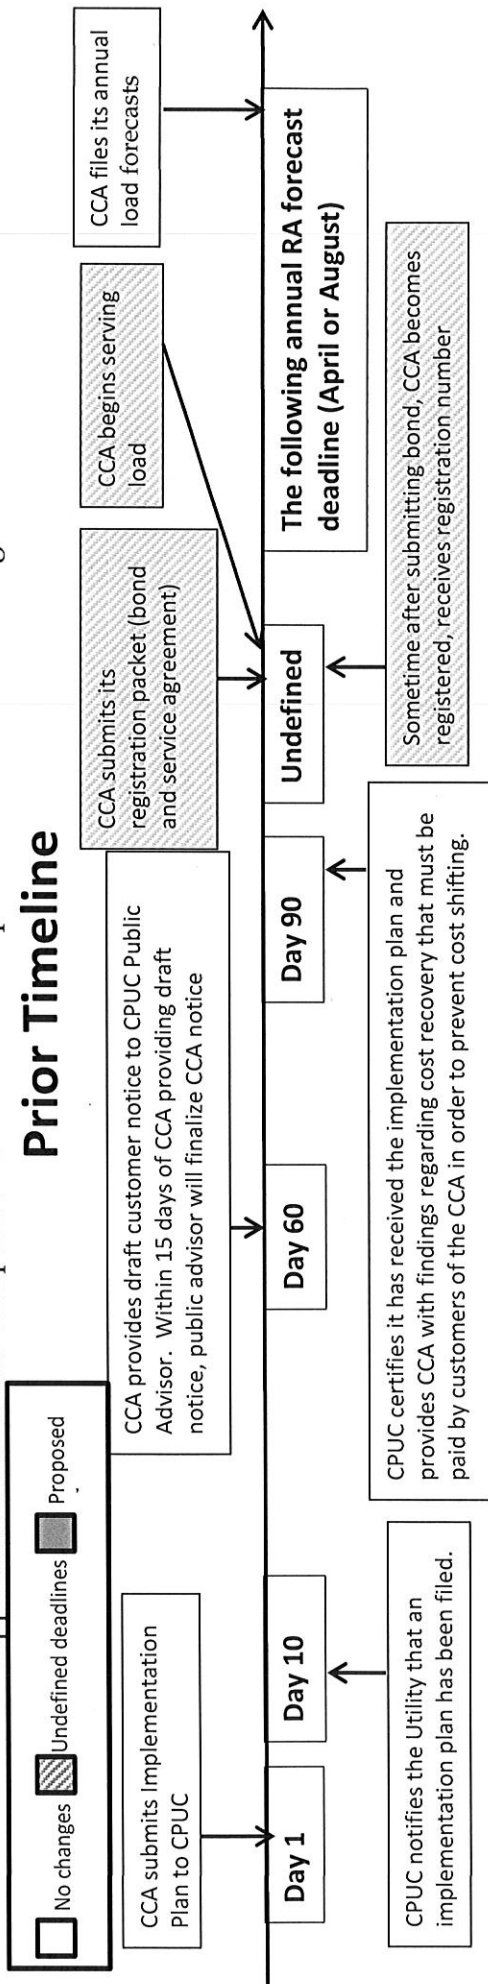 Prior Timeline
No changes
Undefined deadlines
Proposed
CCA submits Implementation
Plan to CPUC
CCA provides draft customer notice to CPUC Public
Advisor. Within 15 days of CCA providing draft
notice, public advisor will finalize CCA notice
CCA submits its
registration packet (bond
and service agreement)
CCA begins serving
load
CCA files its annual
load forecasts
Day 1
Day 10
Day 60
Day 90
Undefined
The following annual RA forecast
deadline (April or August)
CPUC notifies the Utility that an
implementation plan has been filed.
CPUC certifies it has received the implementation plan and
provides CCA with findings regarding cost recovery that must be
paid by customers of the CCA in order to prevent cost shifting.
Sometime after submitting bond, CCA becomes
registered, receives registration number